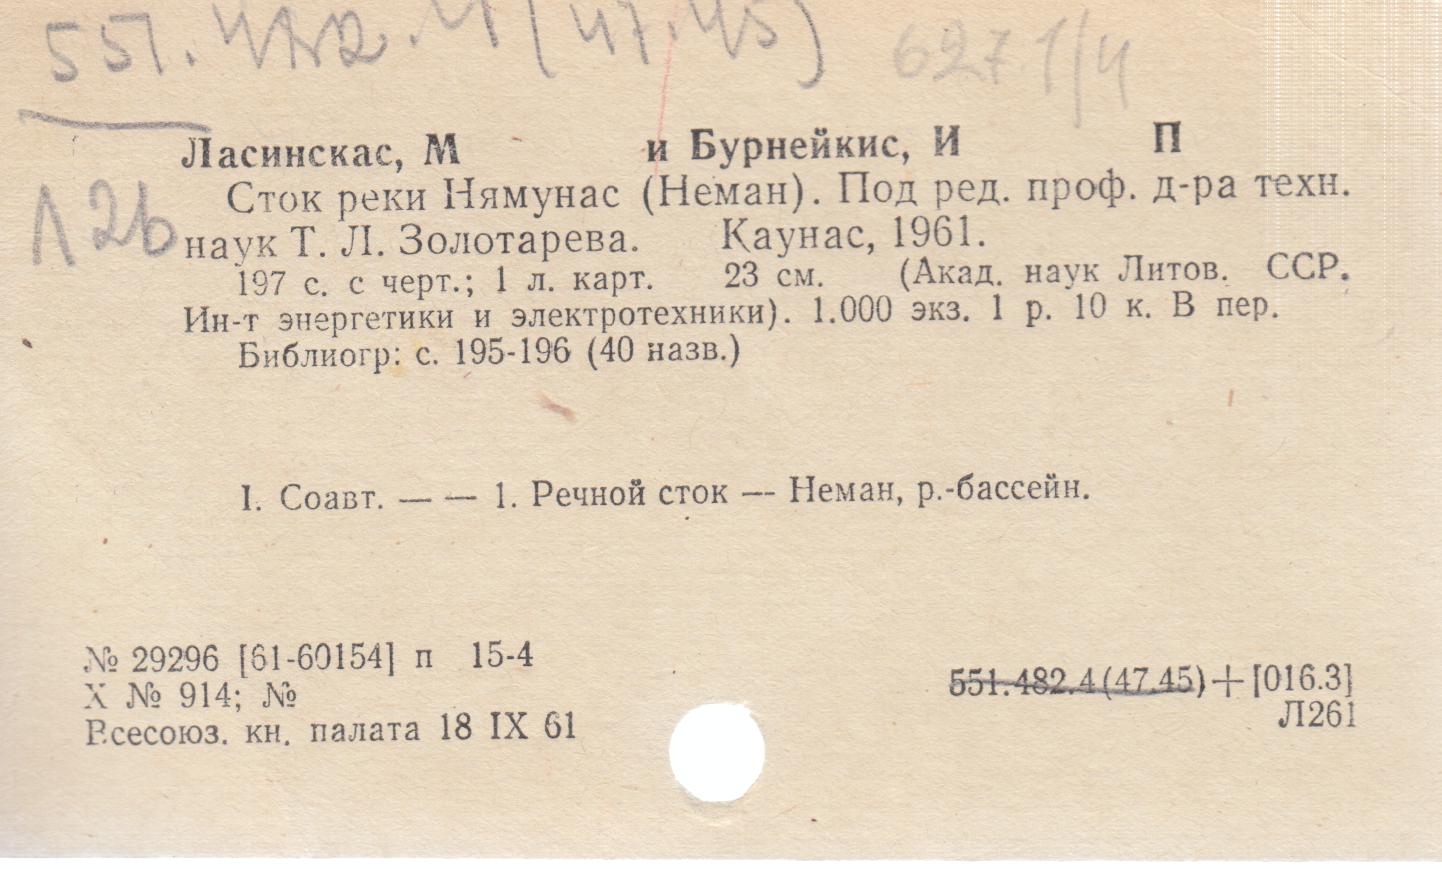 551.482.4(47.45) 627.1/4
Ласинскас, М и Бурнейкис, И П
Л26
Сток реки Нямунас (Неман). Под ред. проф. д-ра техн.
наук Т. Л. Золотарева. Каунас, 1961.
197 с. с черт.; 1 л. карт. 23 см. (Акад. наук Литов. ССР.
Ин-т энергетики и электротехники). 1.000 экз. 1 р. 10 к. В пер.
Библиогр: с. 195-196 (40 назв.)
I. Соавт. — — 1. Речной сток — Неман, р.-бассейн.
№ 29296 [61-60154] п 15-4
X № 914; №
Всесоюз. кн. палата 18 IX 61
551.482.4(47.45)+[016.3]
Л261